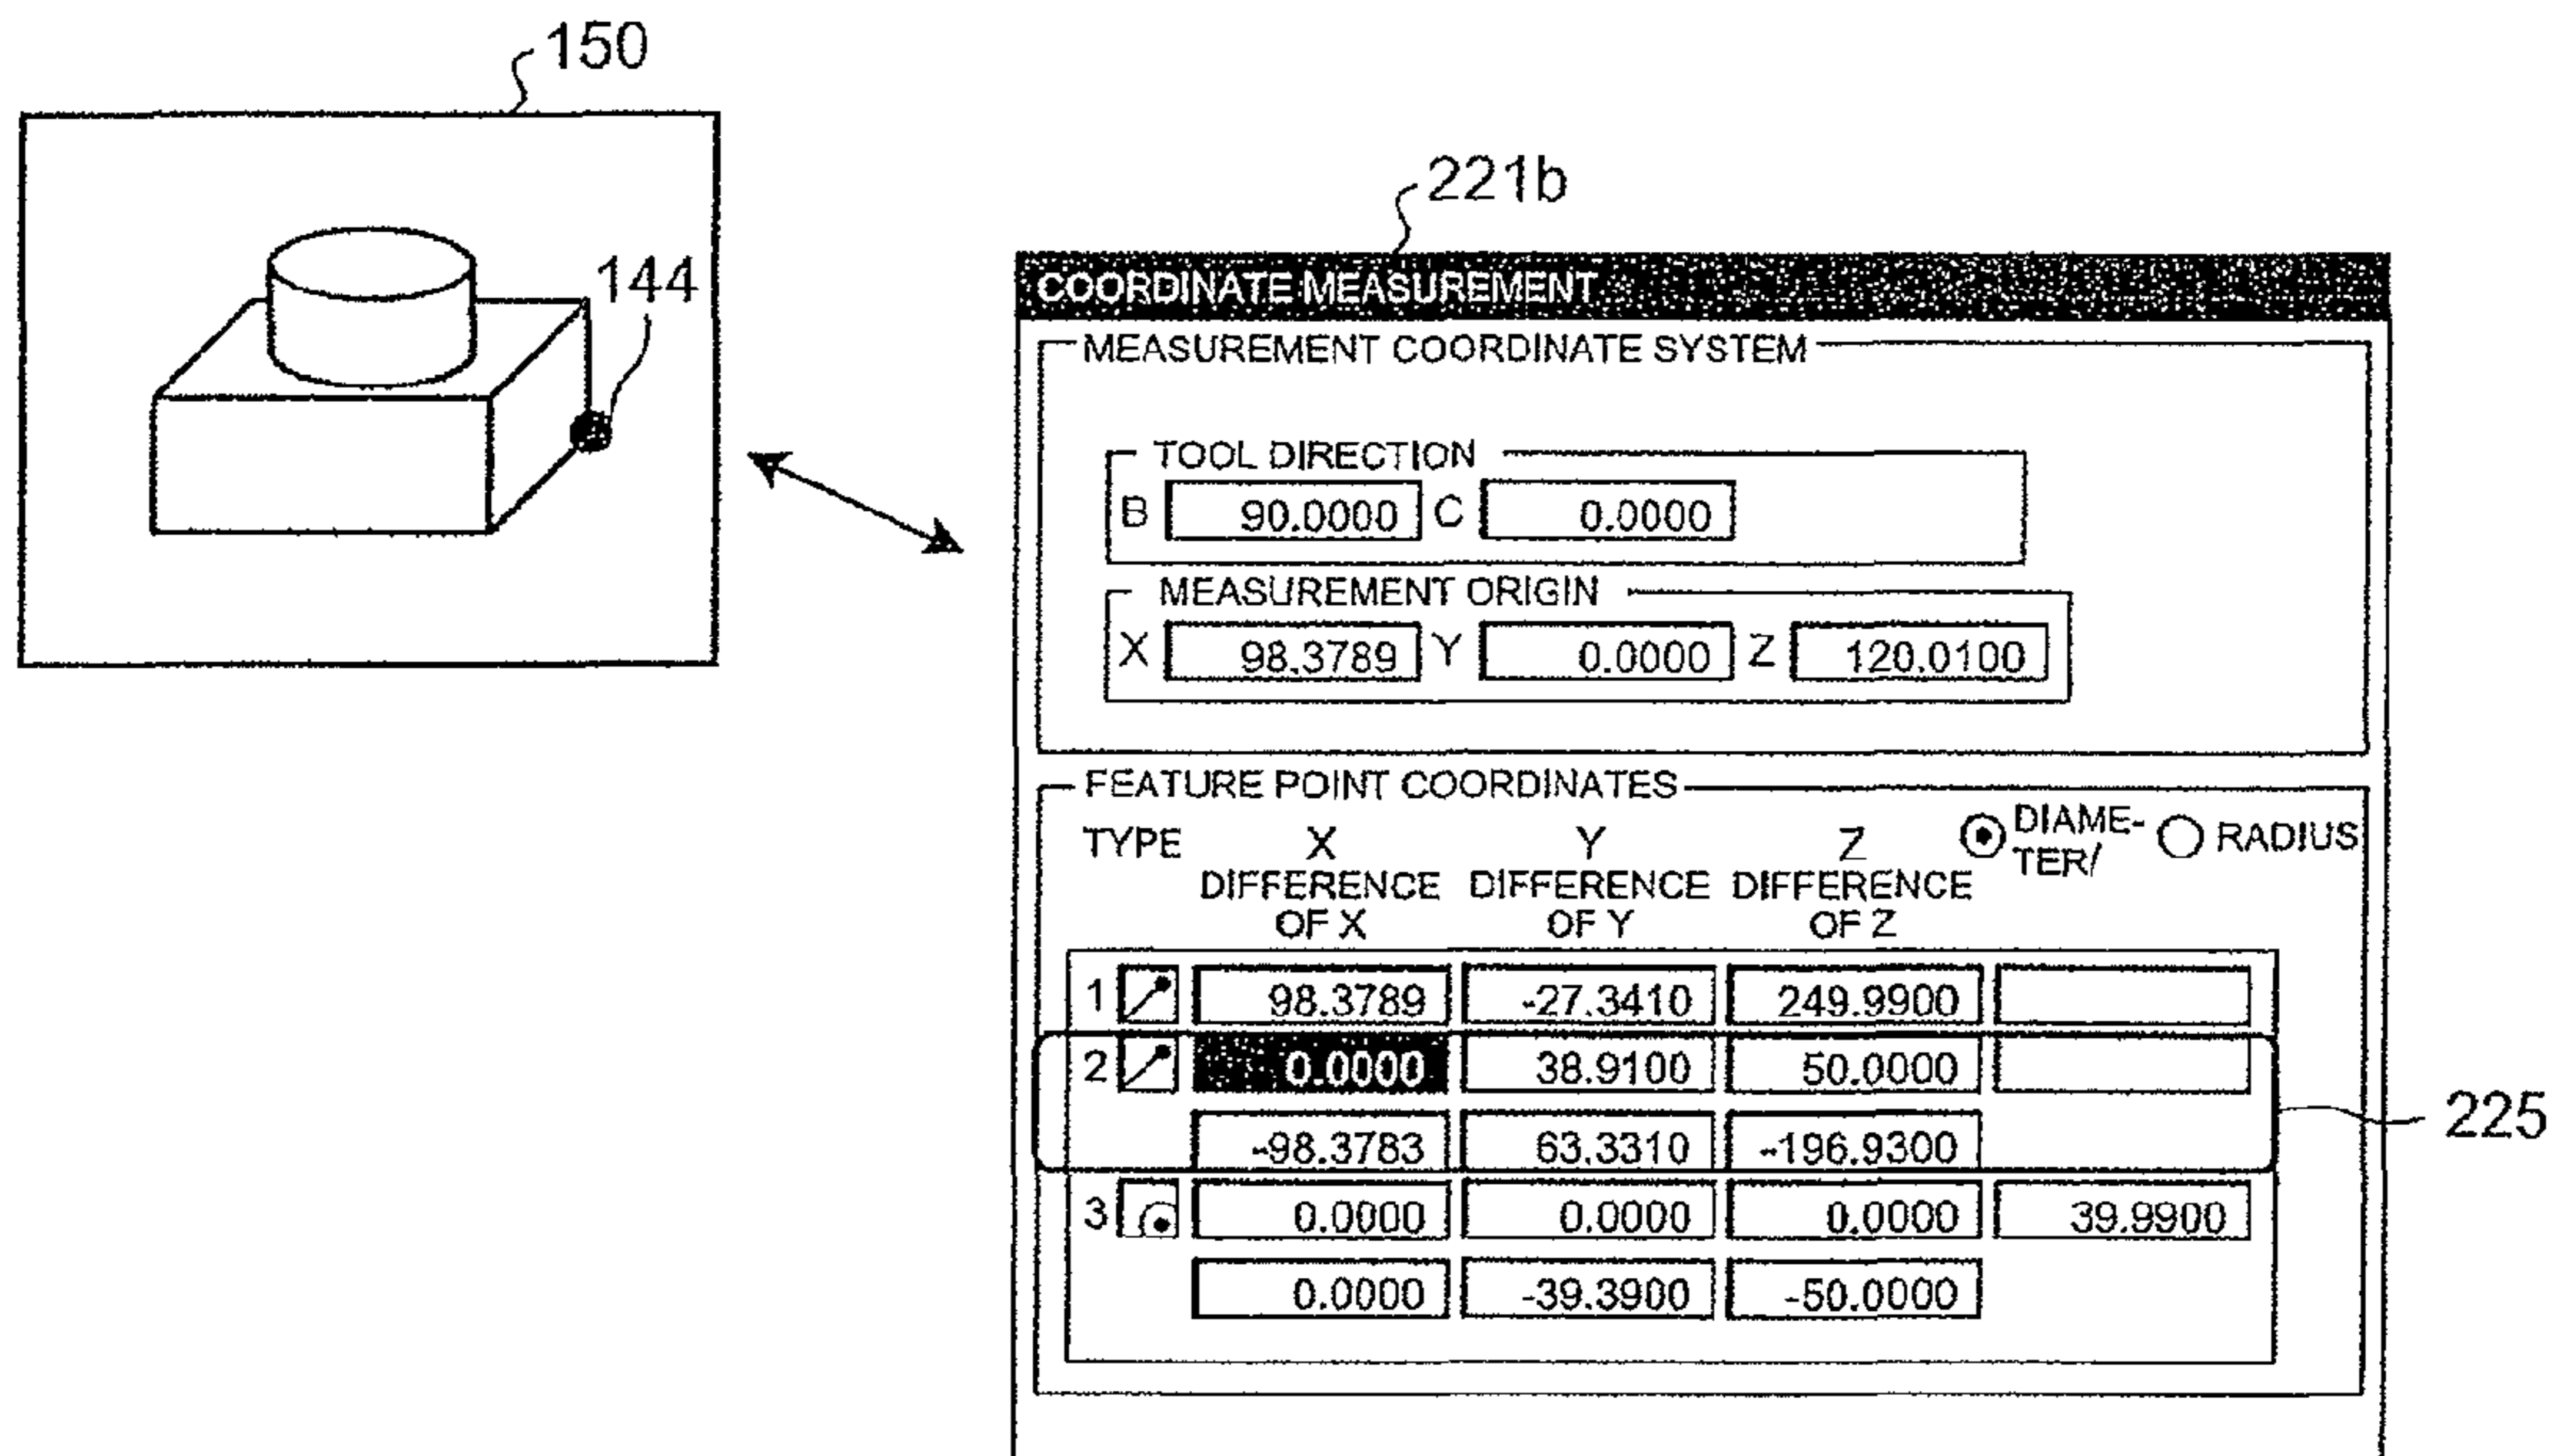 150
144
221b
COORDINATE MEASUREMENT
MEASUREMENT COORDINATE SYSTEM
TOOL DIRECTION
B 90.0000 C 0.0000
MEASUREMENT ORIGIN
X 98.3789 Y 0.0000 Z 120.0100
FEATURE POINT COORDINATES
TYPE X Y Z DIAME- RADIUS
TER/
DIFFERENCE DIFFERENCE DIFFERENCE
OF X OF Y OF Z
1 98.3789 -27.3410 249.9900
2 0.0000 38.9100 50.0000
-98.3783 63.3310 -196.9300
225
3 0.0000 0.0000 0.0000 39.9900
0.0000 -39.3900 -50.0000